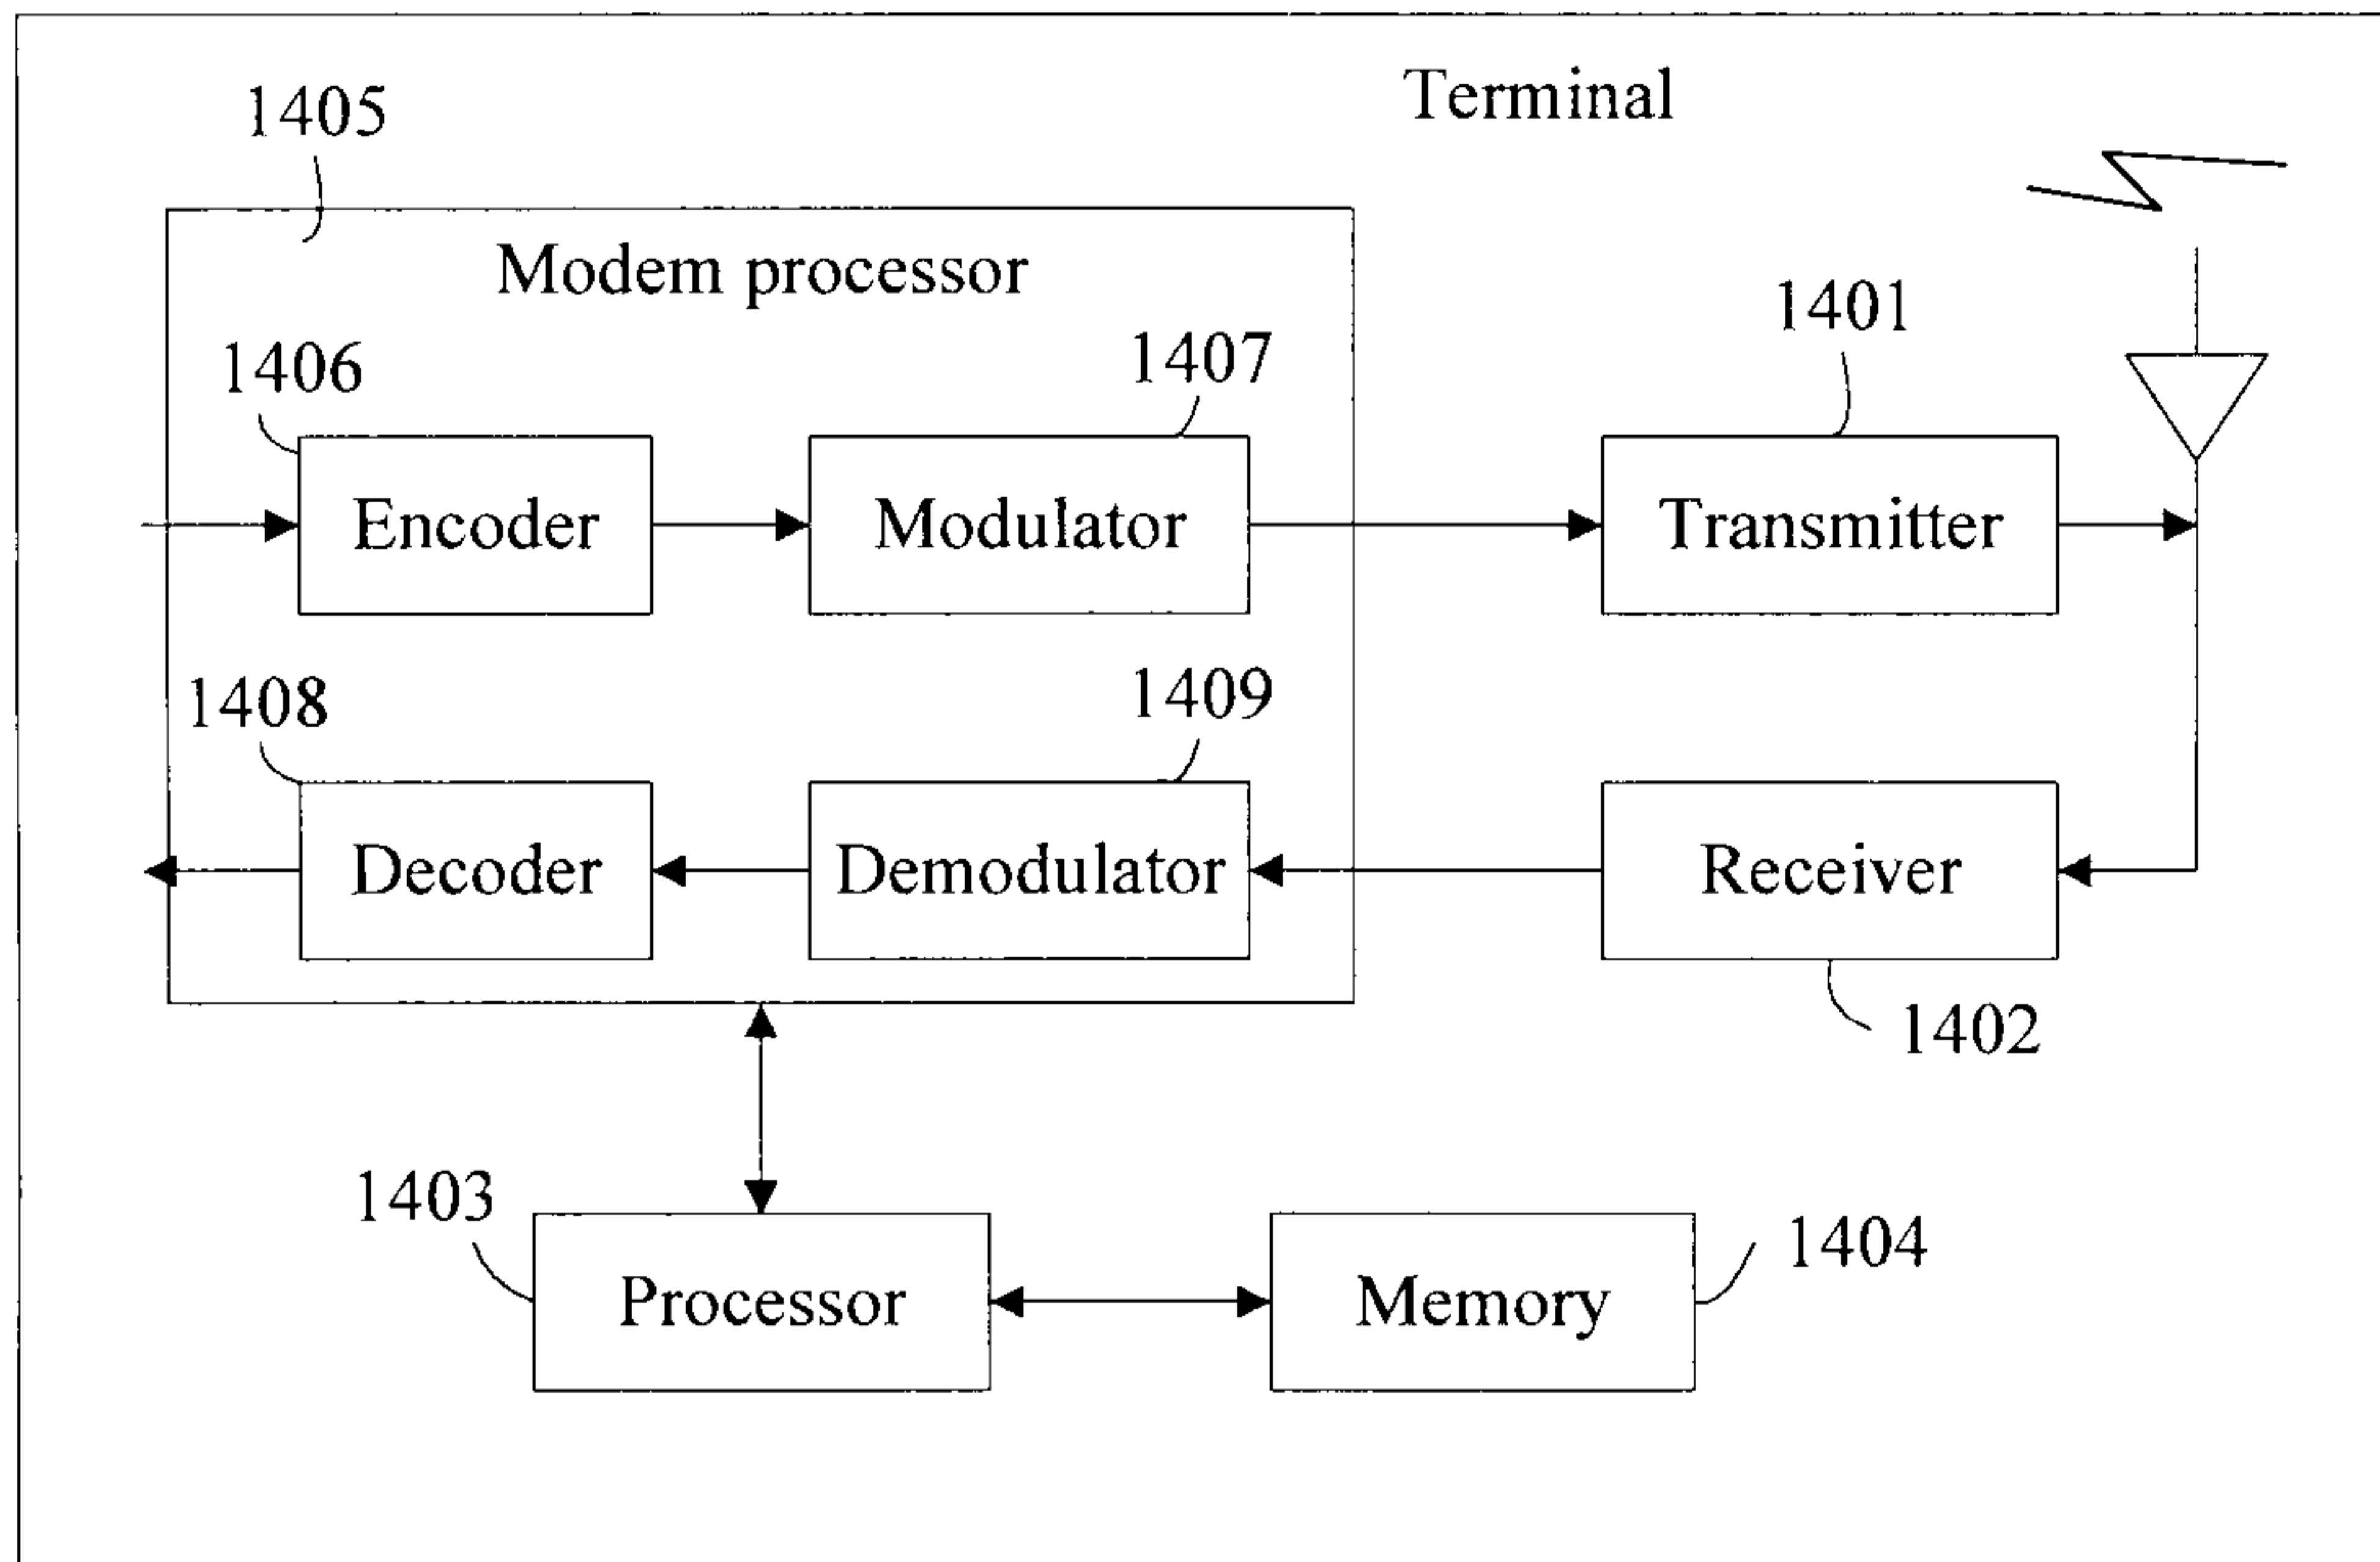 Terminal
1405
Modem processor
1401
1406
1407
Encoder
Modulator
Transmitter
1408
1409
Decoder
Demodulator
Receiver
1402
1403
1404
Processor
Memory